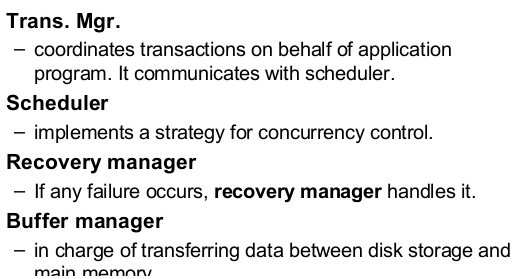 Trans. Mgr.
– coordinates transactions on behalf of application
program. It communicates with scheduler.
Scheduler
– implements a strategy for concurrency control.
Recovery manager
– If any failure occurs, recovery manager handles it.
Buffer manager
– in charge of transferring data between disk storage and
main memory